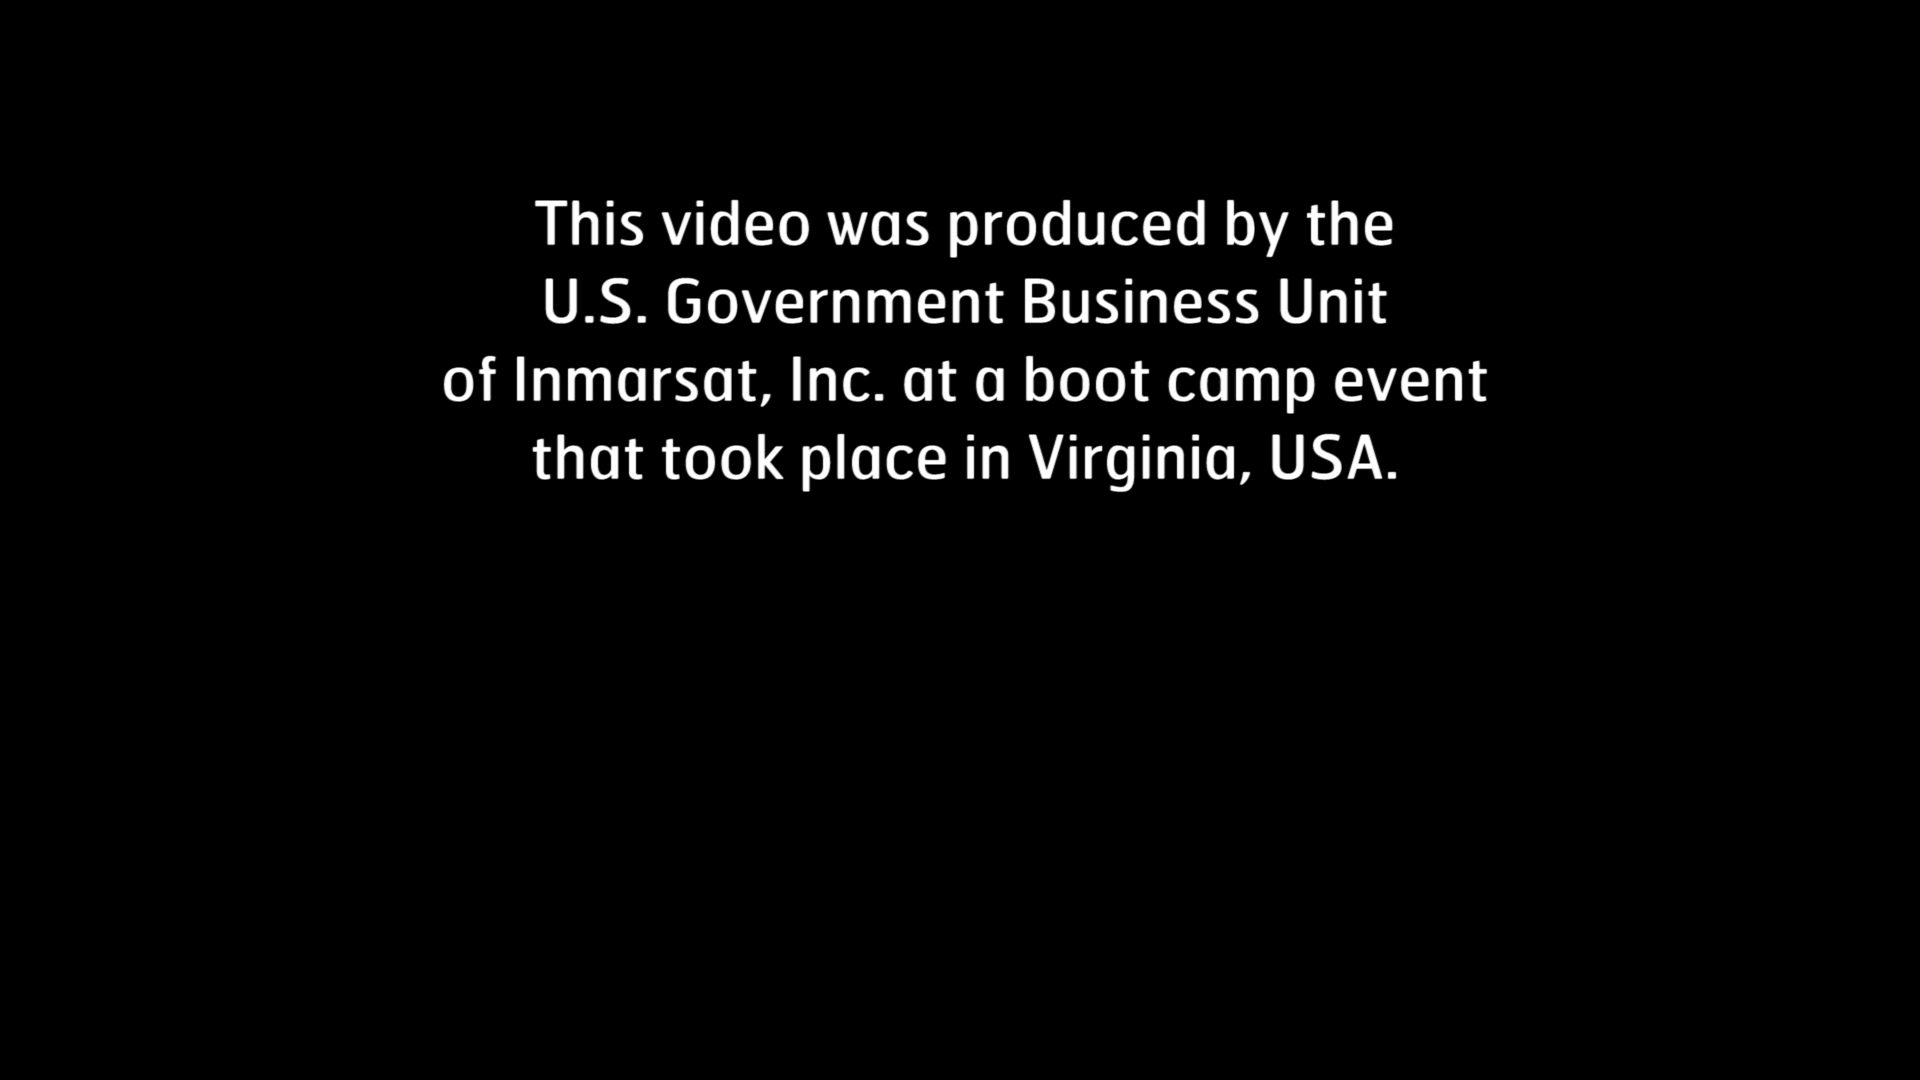 This video was produced by the
U.S. Government Business Unit
of Inmarsat, Inc. at a boot camp event
that took place in Virginia, USA.